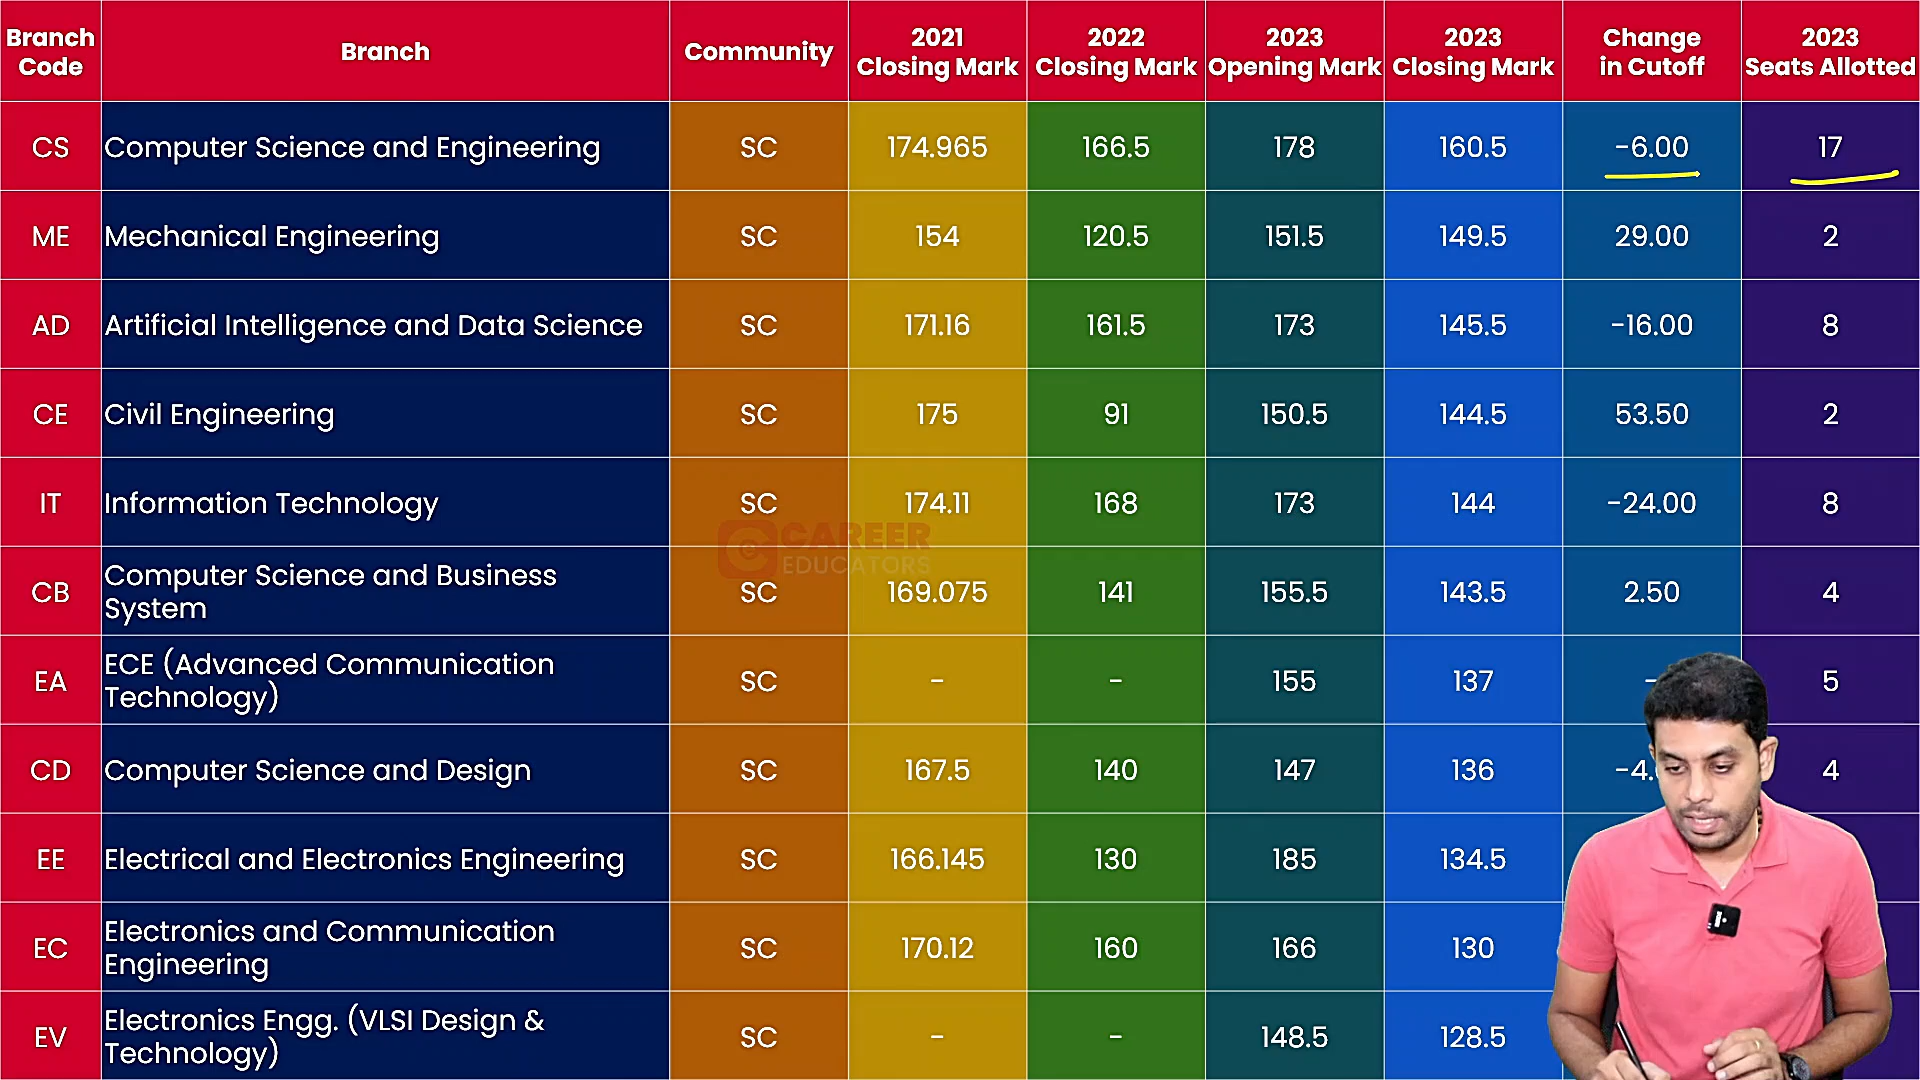 Branch Code
Branch
Community
2021 Closing Mark
2022 Closing Mark
2023 Opening Mark
2023 Closing Mark
Change in Cutoff
2023 Seats Allotted
CS Computer Science and Engineering SC 174.965 166.5 178 160.5 -6.00 17
ME Mechanical Engineering SC 154 120.5 151.5 149.5 29.00 2
AD Artificial Intelligence and Data Science SC 171.16 161.5 173 145.5 -16.00 8
CE Civil Engineering SC 175 91 150.5 144.5 53.50 2
IT Information Technology SC 174.11 168 173 144 -24.00 8
CAREER
EDUCATORS
CB Computer Science and Business System SC 169.075 141 155.5 143.5 2.50 4
EA ECE (Advanced Communication Technology) SC - - 155 137 - 5
CD Computer Science and Design SC 167.5 140 147 136 -4. 4
EE Electrical and Electronics Engineering SC 166.145 130 185 134.5
EC Electronics and Communication Engineering SC 170.12 160 166 130
EV Electronics Engg. (VLSI Design & Technology) SC - - 148.5 128.5